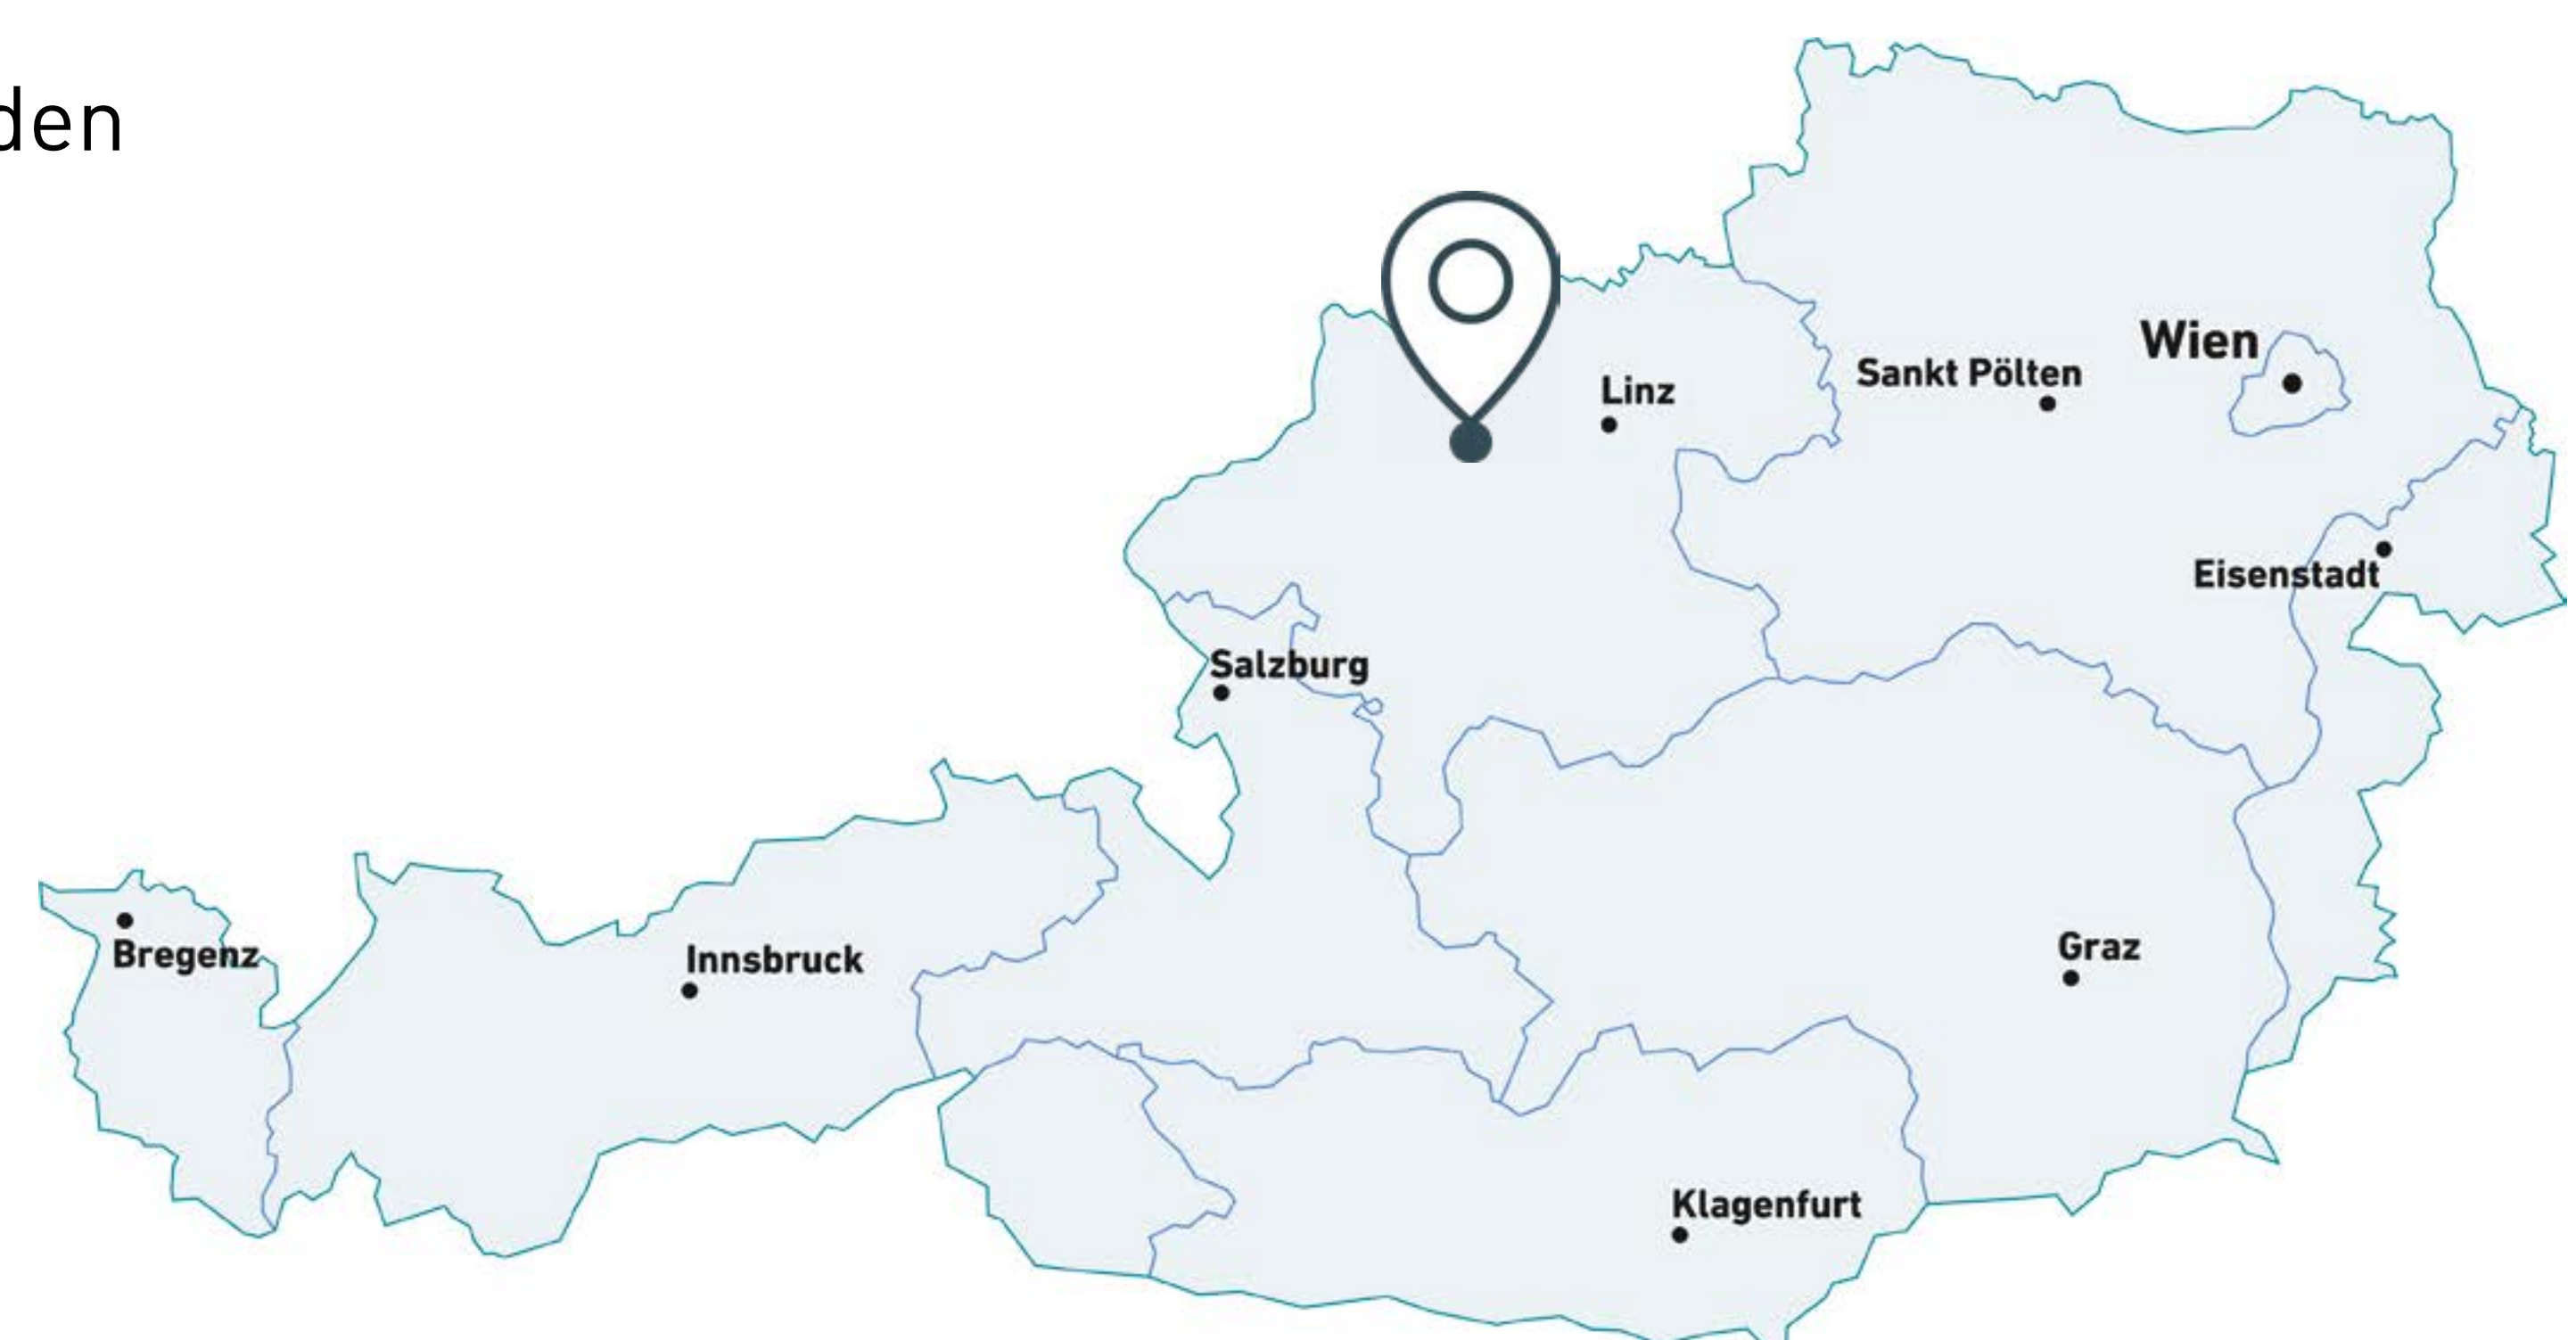 den
Wien
Sankt Pölten
Linz
Eisenstadt
Salzburg
Graz
Bregenz
Innsbruck
Klagenfurt